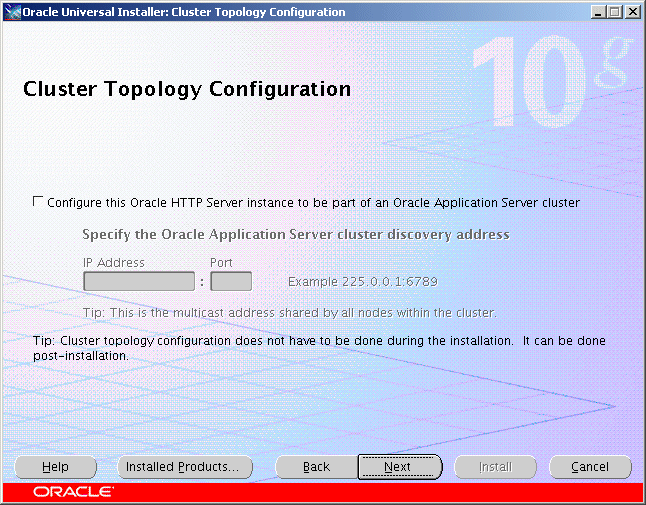 Oracle Universal Installer: Cluster Topology Configuration
10g
Cluster Topology Configuration
Configure this Oracle HTTP Server instance to be part of an Oracle Application Server cluster
Specify the Oracle Application Server cluster discovery address
IP Address Port
: Example 225.0.0.1:6789
Tip: This is the multicast address shared by all nodes within the cluster.
Tip: Cluster topology configuration does not have to be done during the installation. It can be done
post-installation.
Help Installed Products... Back Next Install Cancel
ORACLE